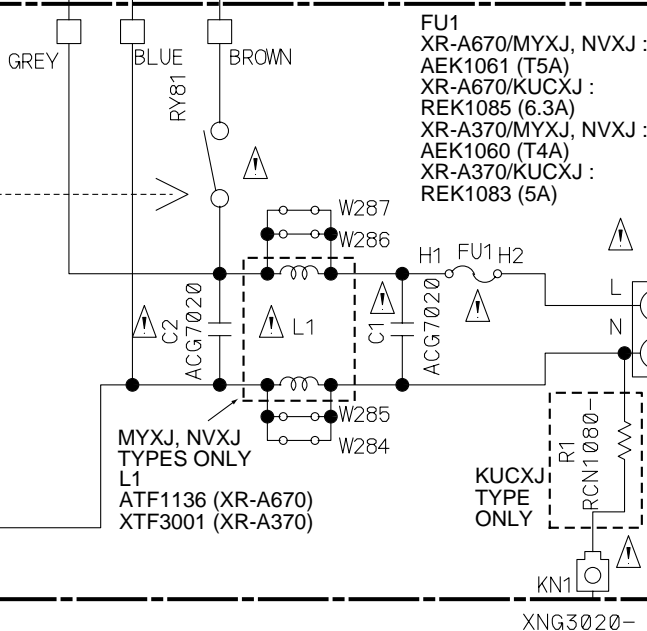 GREY
BLUE
BROWN
RY81
FU1
XR-A670/MYXJ, NVXJ :
AEK1061 (T5A)
XR-A670/KUCXJ :
REK1085 (6.3A)
XR-A370/MYXJ, NVXJ :
AEK1060 (T4A)
XR-A370/KUCXJ :
REK1083 (5A)
W287
W286
H1 FU1 H2
L
N
C2
ACG7020
L1
C1
ACG7020
W285
W284
MYXJ, NVXJ
TYPES ONLY
L1
ATF1136 (XR-A670)
XTF3001 (XR-A370)
R1
RCN1080-
KUCXJ
TYPE
ONLY
KN1
XNG3020-